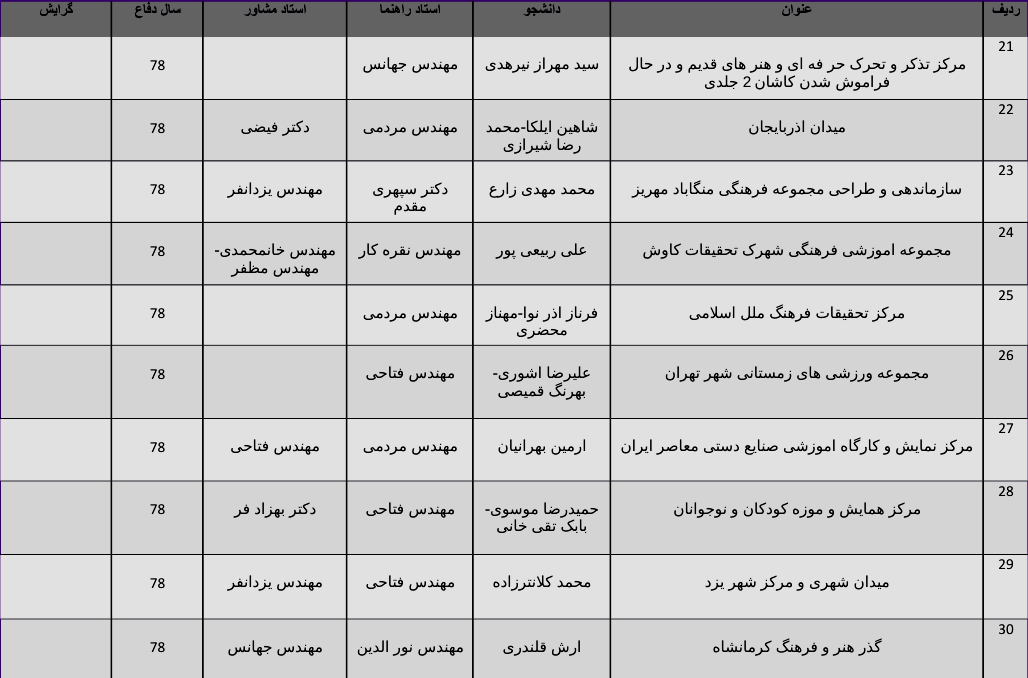 ردیف عنوان دانشجو استاد راهنما استاد مشاور سال دفاع گرایش
21 مرکز تذکر و تحرک حر فه ای و هنر های قدیم و در حال فراموش شدن کاشان 2 جلدی سید مهراز نیرهدی مهندس جهانس 78
22 میدان اذربایجان شاهین ایلکا-محمد رضا شیرازی مهندس مردمی دکتر فیضی 78
23 سازماندهی و طراحی مجموعه فرهنگی منگاباد مهریز محمد مهدی زارع دکتر سپهری مقدم مهندس یزدانفر 78
24 مجموعه اموزشی فرهنگی شهرک تحقیقات کاوش علی ربیعی پور مهندس نقره کار مهندس خانمحمدی-مهندس مظفر 78
25 مرکز تحقیقات فرهنگ ملل اسلامی فرناز اذر نوا-مهناز محضری مهندس مردمی 78
26 مجموعه ورزشی های زمستانی شهر تهران علیرضا اشوری-بهرنگ قمیصی مهندس فتاحی 78
27 مرکز نمایش و کارگاه اموزشی صنایع دستی معاصر ایران ارمین بهرانیان مهندس مردمی مهندس فتاحی 78
28 مرکز همایش و موزه کودکان و نوجوانان حمیدرضا موسوی-بابک تقی خانی مهندس فتاحی دکتر بهزاد فر 78
29 میدان شهری و مرکز شهر یزد محمد کلانترزاده مهندس فتاحی مهندس یزدانفر 78
30 گذر هنر و فرهنگ کرمانشاه ارش قلندری مهندس نور الدین مهندس جهانس 78